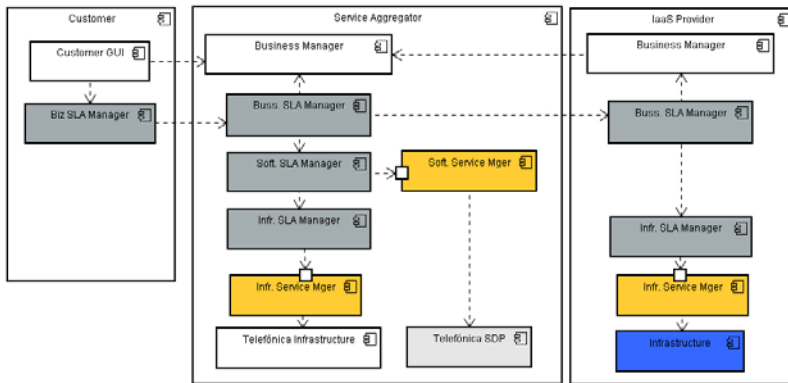 Customer
Service Aggregator
IaaS Provider
Customer GUI
Business Manager
Business Manager
Biz SLA Manager
Buss. SLA Manager
Buss. SLA Manager
Soft. SLA Manager
Soft. Service Mger
Infr. SLA Manager
Infr. SLA Manager
Infr. Service Mger
Infr. Service Mger
Telefónica Infrastructure
Telefónica SDP
Infrastructure